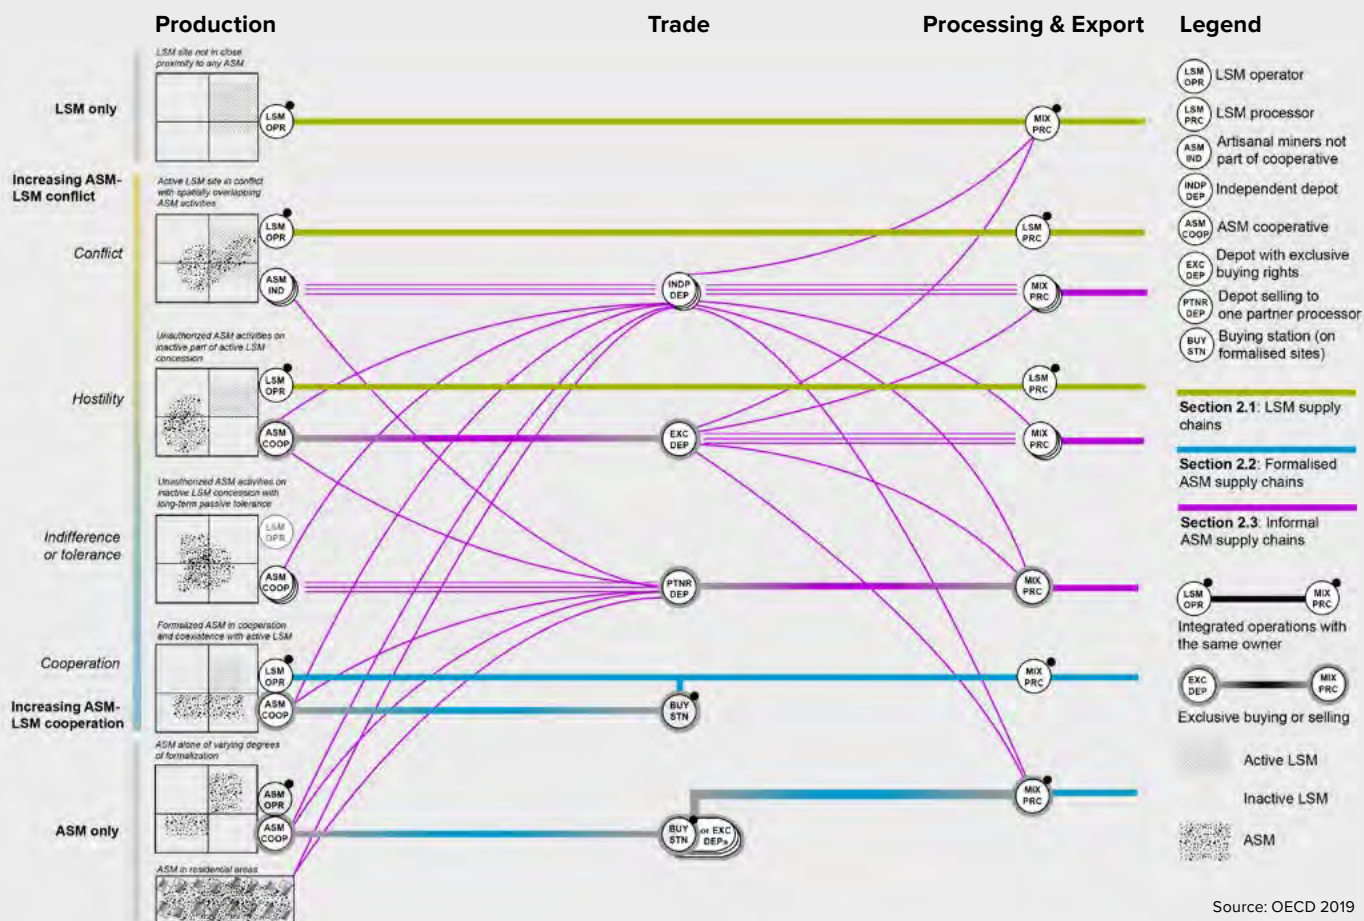 Production
Trade
Processing & Export
Legend
LSM site not in close
proximity to any ASM
LSM only
LSM
OPR
MIX
PRC
Increasing ASM-
LSM conflict
Active LSM site in conflict
with spatially overlapping
ASM activities
Conflict
LSM
OPR
LSM
PRC
ASM
IND
INDP
DEP
MIX
PRC
Unauthorized ASM activities on
inactive part of active LSM
concession
Hostility
LSM
OPR
LSM
PRC
ASM
COOP
EXC
DEP
MIX
PRC
Unauthorized ASM activities on
inactive LSM concession with
long-term passive tolerance
Indifference
or tolerance
LSM
OPR
ASM
COOP
PTNR
DEP
MIX
PRC
Formalized ASM in cooperation
and coexistence with active LSM
Cooperation
LSM
OPR
MIX
PRC
Increasing ASM-
LSM cooperation
ASM
COOP
BUY
STN
ASM alone of varying degrees
of formalization
ASM only
ASM
OPR
MIX
PRC
ASM
COOP
BUY
STN
or EXC
DEPs
ASM in residential areas
LSM
OPR
LSM operator
LSM
PRC
LSM processor
ASM
IND
Artisanal miners not
part of cooperative
INDP
DEP
Independent depot
ASM
COOP
ASM cooperative
EXC
DEP
Depot with exclusive
buying rights
PTNR
DEP
Depot selling to
one partner processor
BUY
STN
Buying station (on
formalised sites)
Section 2.1: LSM supply
chains
Section 2.2: Formalised
ASM supply chains
Section 2.3: Informal
ASM supply chains
LSM
OPR
MIX
PRC
Integrated operations with
the same owner
EXC
DEP
MIX
PRC
Exclusive buying or selling
Active LSM
Inactive LSM
ASM
Source: OECD 2019